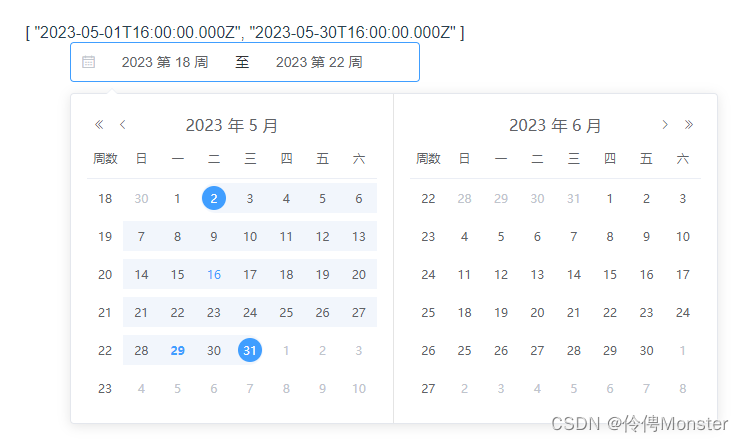 [ "2023-05-01T16:00:00.000Z", "2023-05-30T16:00:00.000Z" ]
2023 第 18 周 至 2023 第 22 周
2023 年 5 月
周数 日 一 二 三 四 五 六
18 30 1 2 3 4 5 6
19 7 8 9 10 11 12 13
20 14 15 16 17 18 19 20
21 21 22 23 24 25 26 27
22 28 29 30 31 1 2 3
23 4 5 6 7 8 9 10
2023 年 6 月
周数 日 一 二 三 四 五 六
22 28 29 30 31 1 2 3
23 4 5 6 7 8 9 10
24 11 12 13 14 15 16 17
25 18 19 20 21 22 23 24
26 25 26 27 28 29 30 1
27 2 3 4 5 6 7 8
CSDN @伶俜Monster